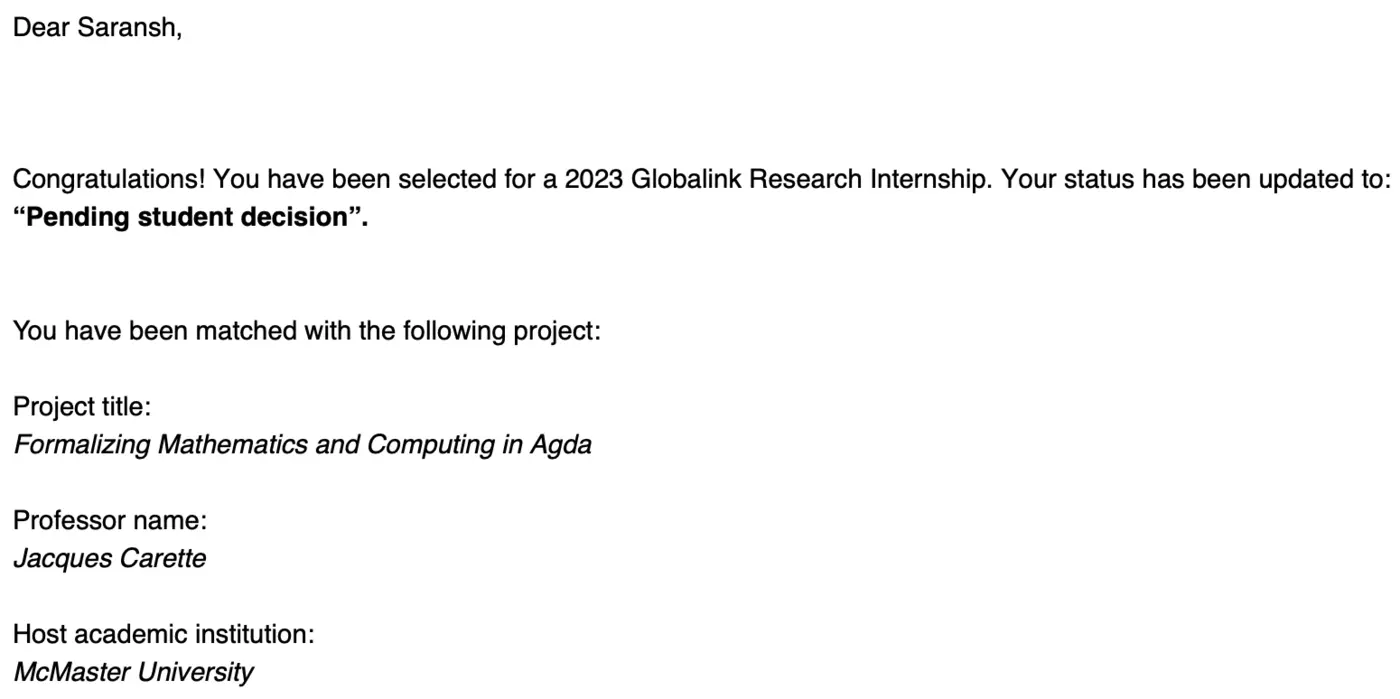 Dear Saransh,
Congratulations! You have been selected for a 2023 Globalink Research Internship. Your status has been updated to:
“Pending student decision”.
You have been matched with the following project:
Project title:
Formalizing Mathematics and Computing in Agda
Professor name:
Jacques Carette
Host academic institution:
McMaster University